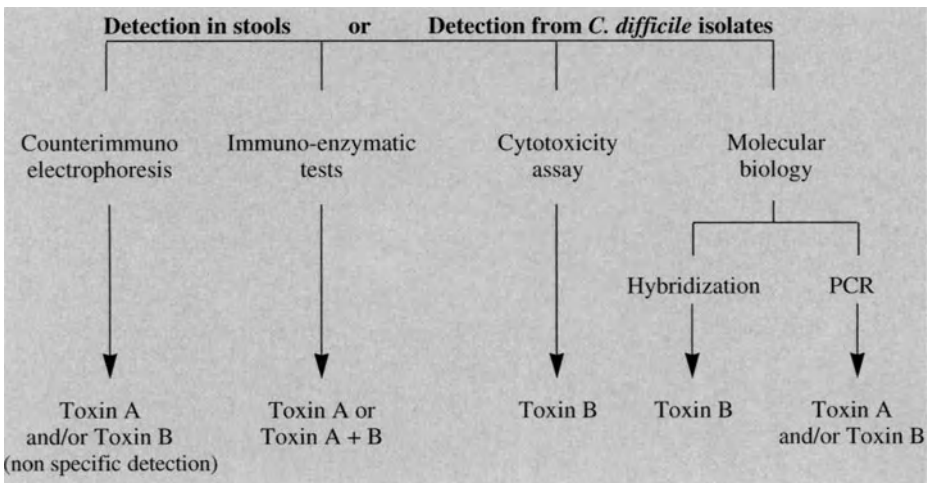 Detection in stools or Detection from C. difficile isolates
Counterimmuno
electrophoresis
Immuno-enzymatic
tests
Cytotoxicity
assay
Molecular
biology
Hybridization
PCR
Toxin A
and/or Toxin B
(non specific detection)
Toxin A or
Toxin A + B
Toxin B
Toxin B
Toxin A
and/or Toxin B